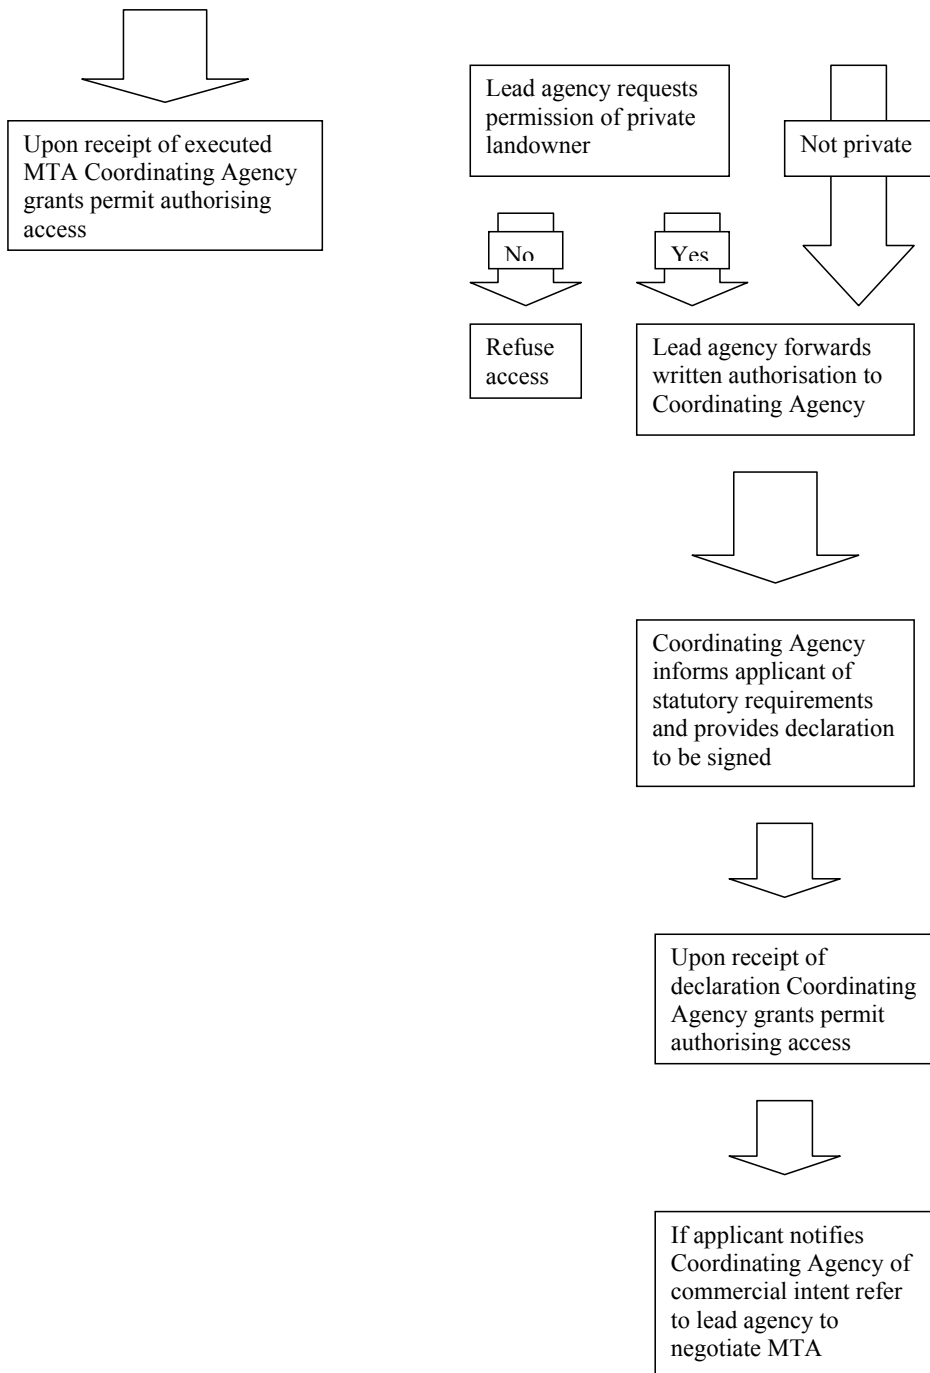 Upon receipt of executed
MTA Coordinating Agency
grants permit authorising
access
Lead agency requests
permission of private
landowner
Not private
No
Yes
Refuse
access
Lead agency forwards
written authorisation to
Coordinating Agency
Coordinating Agency
informs applicant of
statutory requirements
and provides declaration
to be signed
Upon receipt of
declaration Coordinating
Agency grants permit
authorising access
If applicant notifies
Coordinating Agency of
commercial intent refer
to lead agency to
negotiate MTA